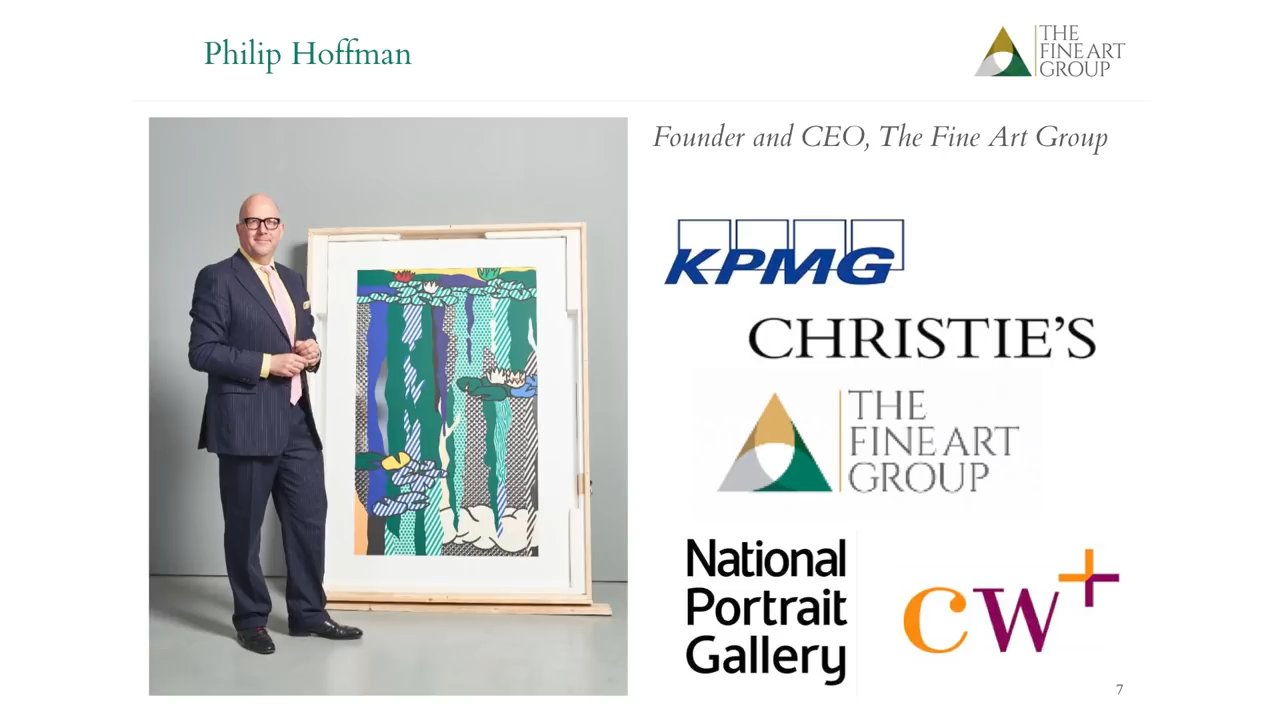 Philip Hoffman
THE
FINE ART
GROUP
Founder and CEO, The Fine Art Group
KPMG
CHRISTIE'S
THE
FINE ART
GROUP
National
Portrait
Gallery
cw+
7